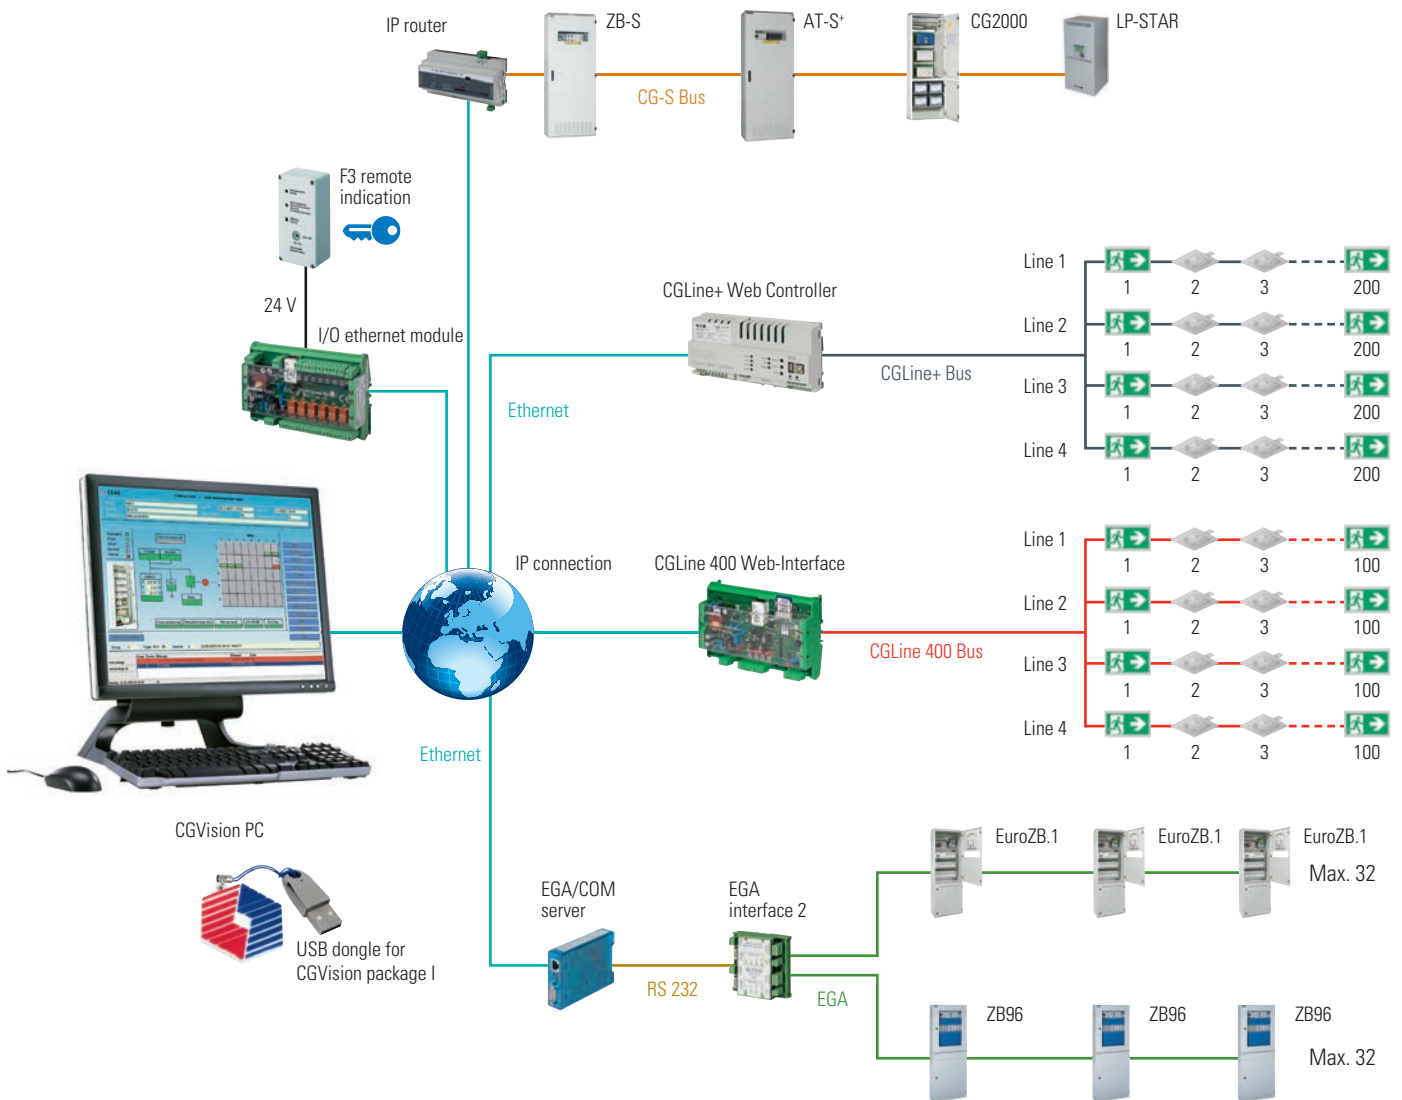 IP router
ZB-S
AT-S+
CG2000
LP-STAR
CG-S Bus
F3 remote
indication
24 V
I/O ethernet module
CGLine+ Web Controller
CGLine+ Bus
Ethernet
Line 1
1 2 3 200
Line 2
1 2 3 200
Line 3
1 2 3 200
Line 4
1 2 3 200
IP connection
CGLine 400 Web-Interface
CGLine 400 Bus
Line 1
1 2 3 100
Line 2
1 2 3 100
Line 3
1 2 3 100
Line 4
1 2 3 100
Ethernet
CGVision PC
USB dongle for
CGVision package I
EGA/COM
server
RS 232
EGA
interface 2
EGA
EuroZB.1 EuroZB.1 EuroZB.1
Max. 32
ZB96 ZB96 ZB96
Max. 32